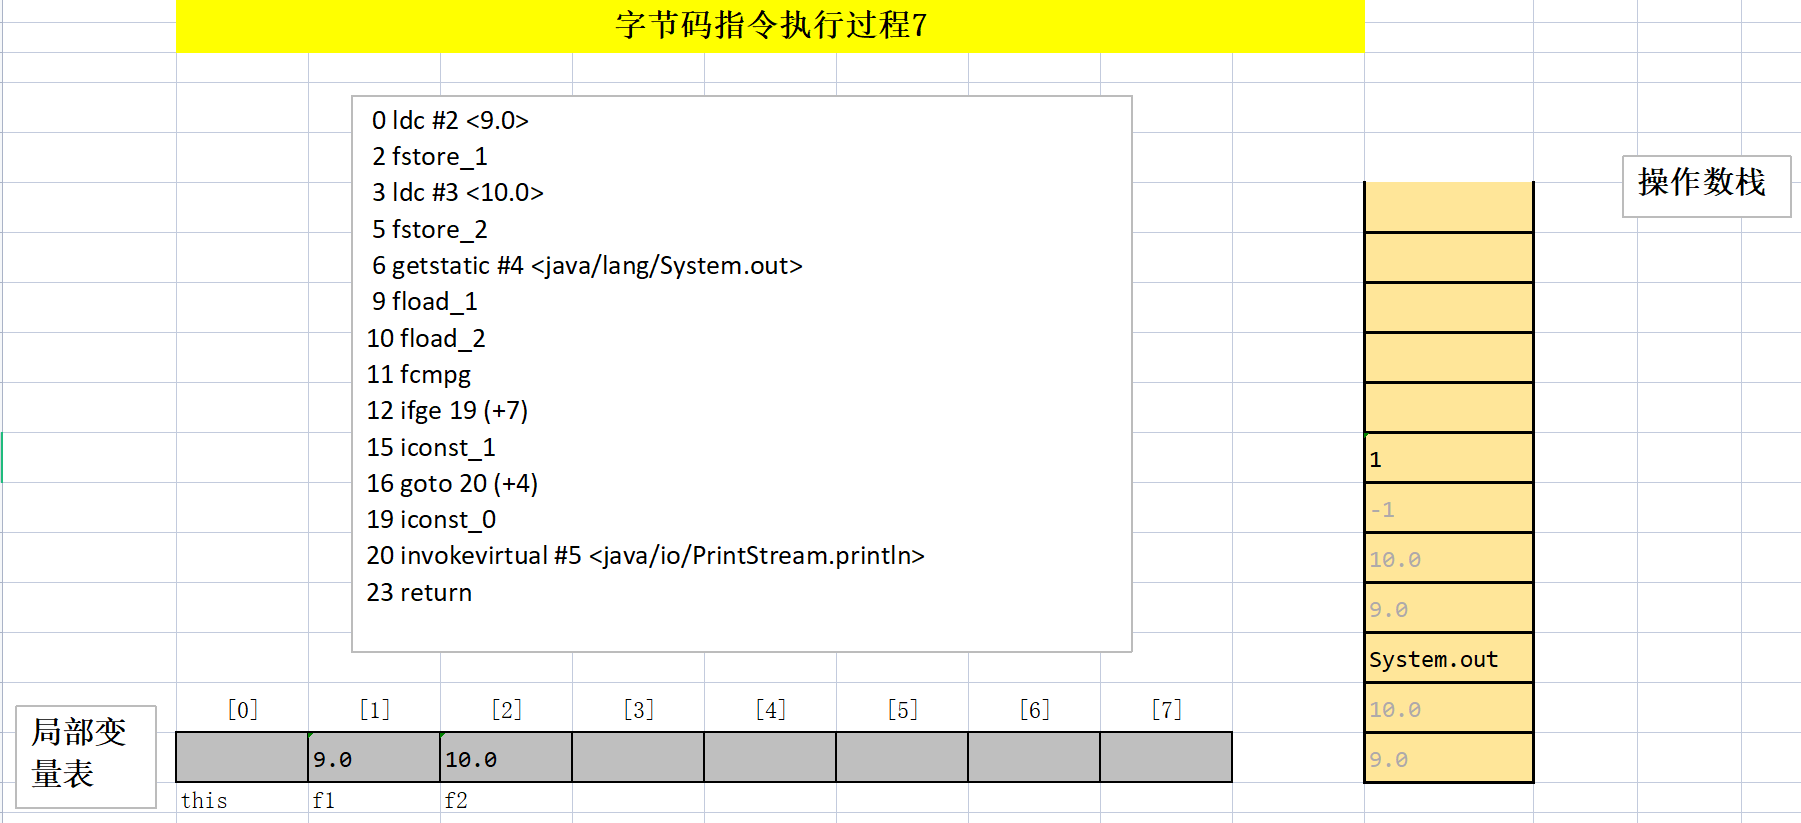 字节码指令执行过程7
0 ldc #2 <9.0>
2 fstore_1
3 ldc #3 <10.0>
5 fstore_2
6 getstatic #4 <java/lang/System.out>
9 fload_1
10 fload_2
11 fcmpg
12 ifge 19 (+7)
15 iconst_1
16 goto 20 (+4)
19 iconst_0
20 invokevirtual #5 <java/io/PrintStream.println>
23 return
操作数栈
1
-1
10.0
9.0
System.out
10.0
9.0
局部变
量表
[0] [1] [2] [3] [4] [5] [6] [7]
9.0 10.0
this f1 f2